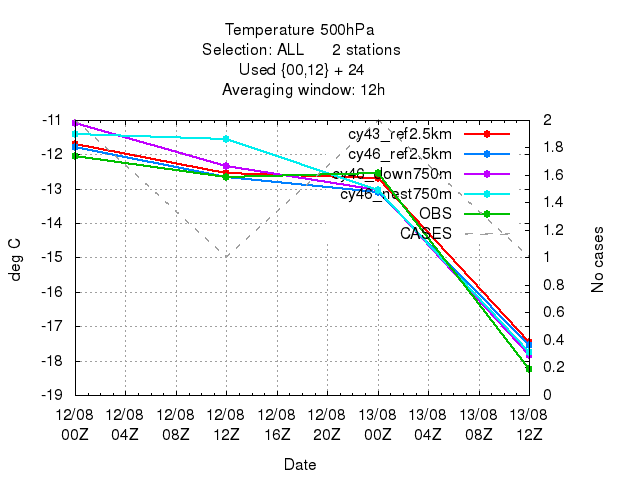 Temperature 500hPa
Selection: ALL 2 stations
Used {00,12} + 24
Averaging window: 12h
-11
-12
-13
-14
-15
-16
-17
-18
-19
deg C
2
1.8
1.6
1.4
1.2
1
0.8
0.6
0.4
0.2
0
No cases
cy43_ref2.5km
cy46_ref2.5km
cy46_down750m
cy46_nest750m
OBS
CASES
12/08 12/08 12/08 12/08 12/08 12/08 13/08 13/08 13/08 13/08
00Z 04Z 08Z 12Z 16Z 20Z 00Z 04Z 08Z 12Z
Date